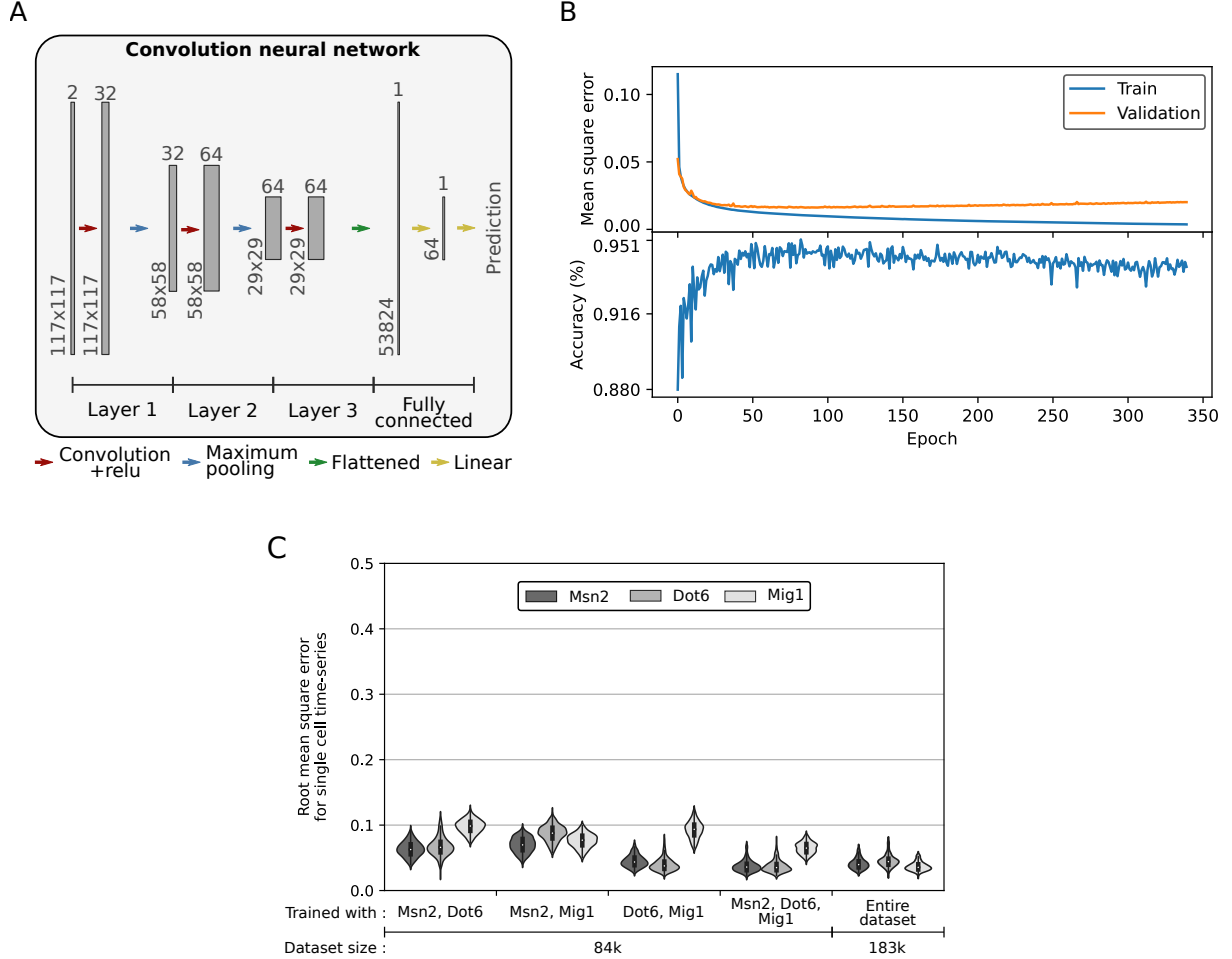 A
Convolution neural network
2
32
32
64
64
64
1
1
117x117
117x117
58x58
58x58
29x29
29x29
53824
64
Prediction
Layer 1
Layer 2
Layer 3
Fully
connected
Convolution
+relu
Maximum
pooling
Flattened
Linear
B
Mean square error
0.10
0.05
0.00
Train
Validation
Accuracy (%)
0.951
0.916
0.880
0
50
100
150
200
250
300
350
Epoch
C
Root mean square error
for single cell time-series
0.5
0.4
0.3
0.2
0.1
0.0
Msn2
Dot6
Mig1
Trained with :
Msn2, Dot6
Msn2, Mig1
Dot6, Mig1
Msn2, Dot6,
Mig1
Entire
dataset
Dataset size :
84k
183k